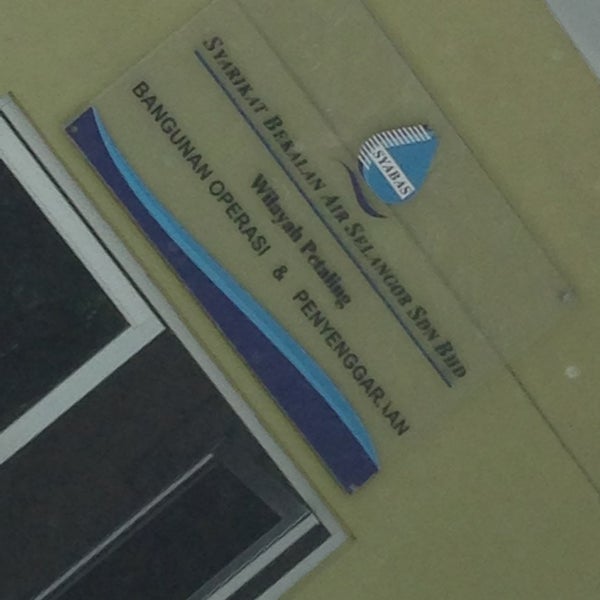 SYABAS
SYARIKAT BEKALAN AIR SELANGOR SDN BHD
Wilayah Petaling
BANGUNAN OPERASI & PENYENGGARAAN